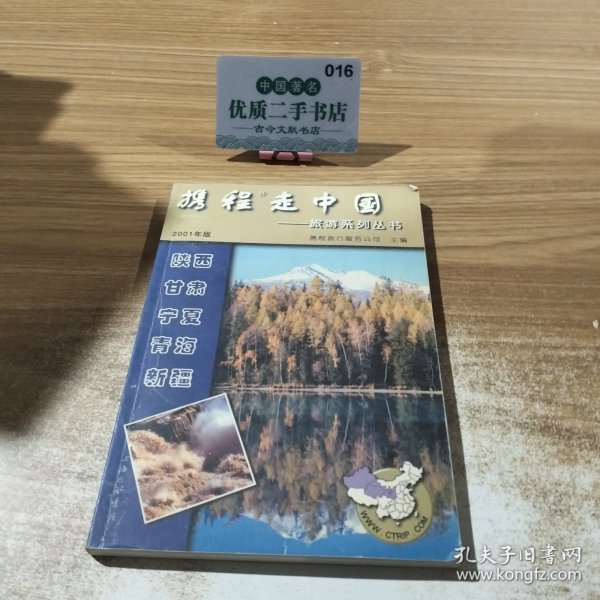 016
中国著名
优质二手书店
古今文献书店
携程®走中国
——旅游系列丛书
2001年版
携程旅行服务公司 主编
陕西
甘肃
宁夏
青海
新疆
WWW.CTRIP.COM
孔夫子旧书网
www.kongfz.com